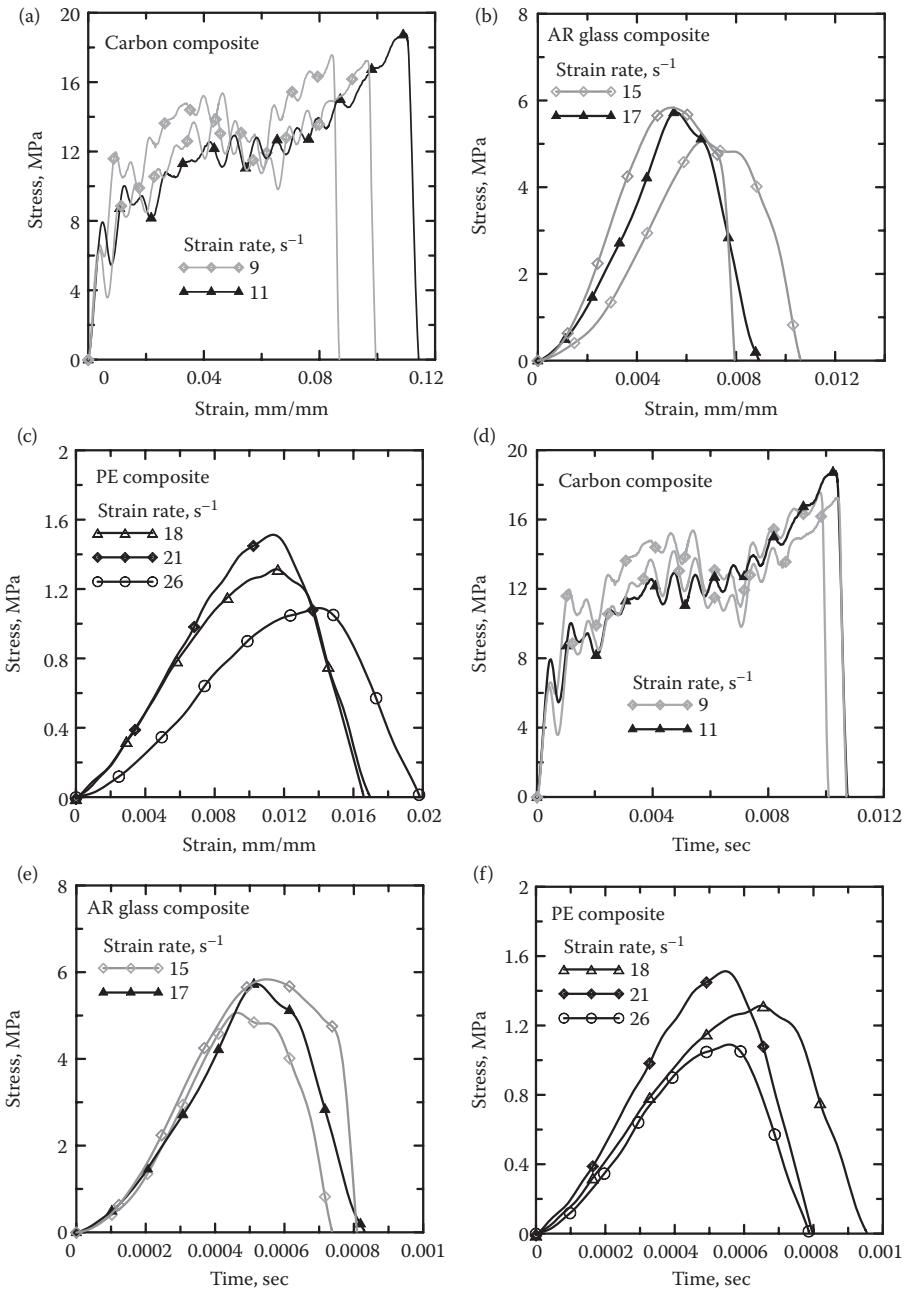 (a)
20
16
12
8
4
0
Stress, MPa
Carbon composite
Strain rate, s⁻¹
9
11
0 0.04 0.08 0.12
Strain, mm/mm
(b)
8
6
4
2
0
Stress, MPa
AR glass composite
Strain rate, s⁻¹
15
17
0 0.004 0.008 0.012
Strain, mm/mm
(c)
2
1.6
1.2
0.8
0.4
0
Stress, MPa
PE composite
Strain rate, s⁻¹
18
21
26
0 0.004 0.008 0.012 0.016 0.02
Strain, mm/mm
(d)
20
16
12
8
4
0
Stress, MPa
Carbon composite
Strain rate, s⁻¹
9
11
0 0.004 0.008 0.012
Time, sec
(e)
8
6
4
2
0
Stress, MPa
AR glass composite
Strain rate, s⁻¹
15
17
0 0.0002 0.0004 0.0006 0.0008 0.001
Time, sec
(f)
2
1.6
1.2
0.8
0.4
0
Stress, MPa
PE composite
Strain rate, s⁻¹
18
21
26
0 0.0002 0.0004 0.0006 0.0008 0.001
Time, sec